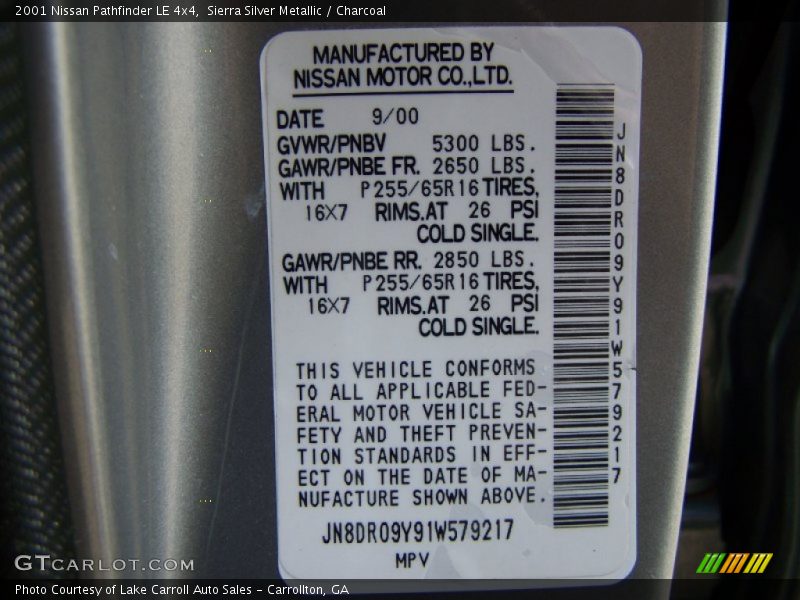 2001 Nissan Pathfinder LE 4x4,  Sierra Silver Metallic / Charcoal
MANUFACTURED BY
NISSAN MOTOR CO.,LTD.
DATE 9/00
GVWR/PNBV 5300 LBS.
GAWR/PNBE FR. 2650 LBS.
WITH P255/65R16 TIRES,
16X7 RIMS.AT 26 PSI
COLD SINGLE.
GAWR/PNBE RR. 2850 LBS.
WITH P255/65R16 TIRES,
16X7 RIMS.AT 26 PSI
COLD SINGLE.
THIS VEHICLE CONFORMS
TO ALL APPLICABLE FED-
ERAL MOTOR VEHICLE SA-
FETY AND THEFT PREVEN-
TION STANDARDS IN EFF-
ECT ON THE DATE OF MA-
NUFACTURE SHOWN ABOVE.
JN8DR09Y91W579217
MPV
JN8DR09Y91W579217
GTCARLOT.COM
Photo Courtesy of Lake Carroll Auto Sales - Carrollton, GA